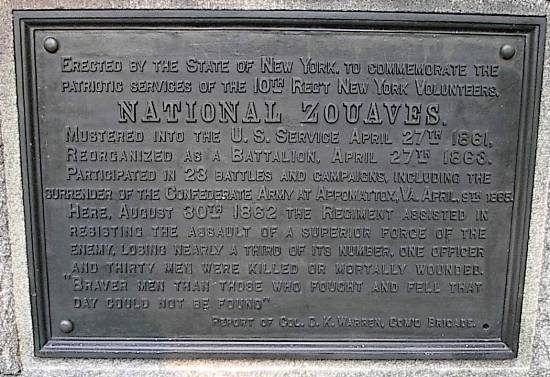 Erected by the State of New York, to commemorate the
patriotic services of the 10th Reg't New York Volunteers,
NATIONAL ZOUAVES.
Mustered into the U. S. Service April 27th 1861,
Reorganized as a Battalion, April 27th 1863.
Participated in 23 battles and campaigns, including the
surrender of the Confederate Army at Appomattox, Va. April, 9th 1865.
Here, August 30th 1862 the Regiment assisted in
resisting the assault of a superior force of the
enemy, losing nearly a third of its number, one officer
and thirty men were killed or mortally wounded.
"Braver men than those who fought and fell that
day could not be found"
Report of Col. G. K. Warren, Com'g Brigade.